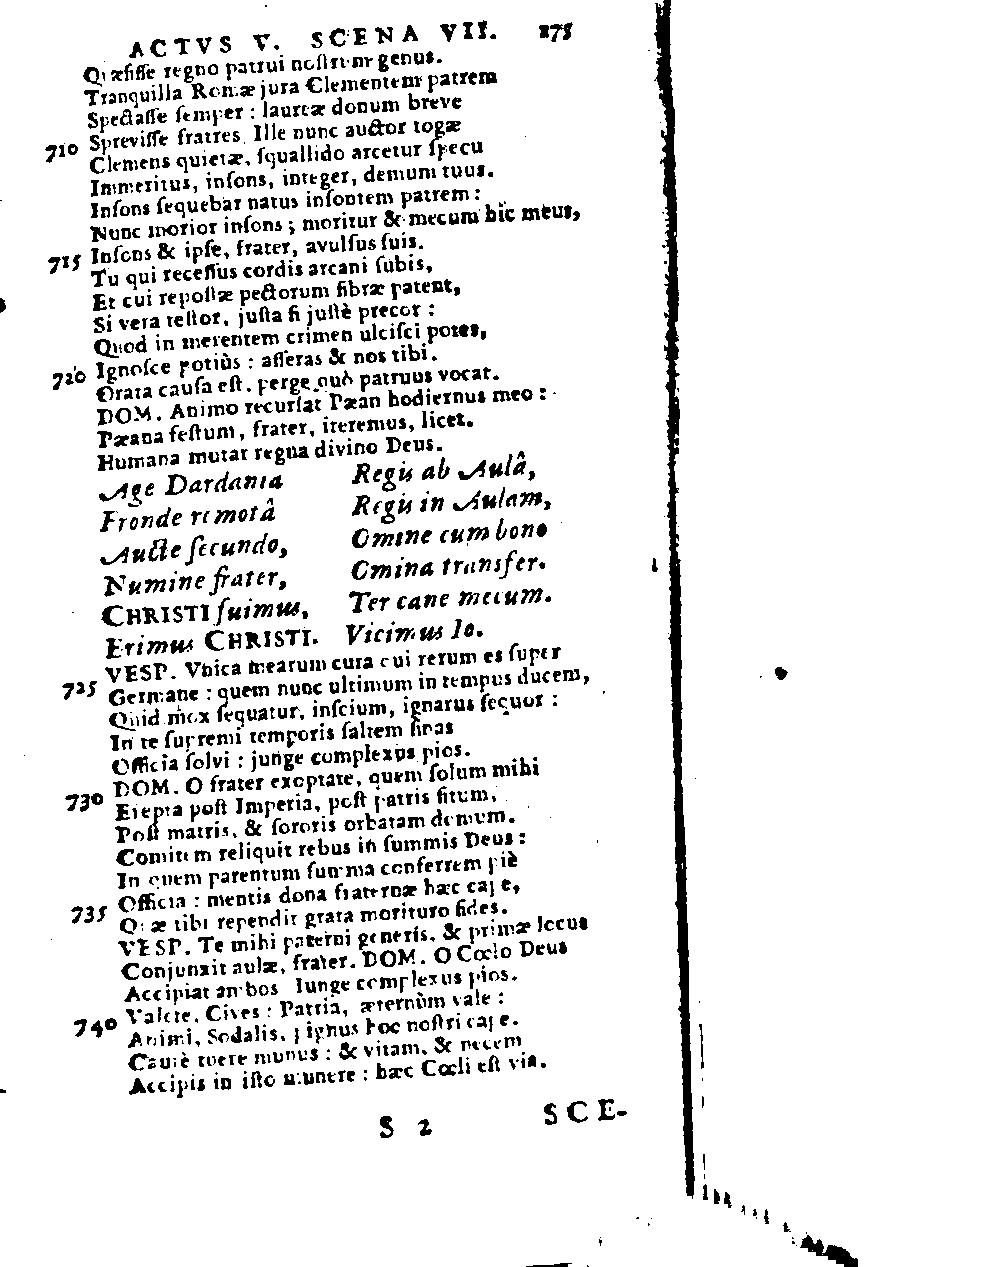 ACTVS V. SCENA VII. 275
Quæsisse regno patrui nostrum genus.
Tranquilla Romæ jura Clementem patrem
Spectasse semper : laureæ donum breve
710 Sprevisse fratres. Ille nunc auctor togæ
Clemens quietæ, squallido arcetur specu
Immeritus, insons, integer, demum tuus.
Insons sequebar natus insontem patrem :
Nunc morior insons ; moritur & mecum hic meus,
715 Insons & ipse, frater, avulsus suis.
Tu qui recessus cordis arcani subis,
Et cui repostæ pectorum fibræ patent,
Si vera testor, justa si justè precor :
Quod in merentem crimen ulcisci potes,
720 Ignosce potiùs : asseras & nos tibi.
Orata causa est. perge quò patruus vocat.
DOM. Animo recursat Pæan hodiernus meo :
Pæana festum, frater, iteremus, licet.
Humana mutat regna divino Deus.
Age Dardania
Fronde remotâ
Aucte secundo,
Numine frater,
CHRISTI fuimus,
Erimus CHRISTI.
Regis ab Aulâ,
Regis in Aulam,
Omine cum bono
Omina transfer.
Ter cane mecum.
Vicimus Io.
VESP. Vnica mearum cura cui rerum es super
725 Germane : quem nunc ultimum in tempus ducem,
Quid mox sequatur, inscium, ignarus sequor :
In te supremi temporis saltem sinas
Officia solvi : junge complexus pios.
DOM. O frater exoptate, quem solum mihi
730 Erepta post Imperia, post patris situm,
Post matris, & sororis orbatam demum.
Comitem reliquit rebus in summis Deus :
In quem parentum summa conferrem piè
Officia : mentis dona fraternæ hæc cape,
735 Quæ tibi rependit grata morituro fides.
VESP. Te mihi paterni generis, & primæ locus
Conjunxit aulæ, frater. DOM. O Cœlo Deus
Accipiat ambos Iunge complexus pios.
Valete, Cives : Patria, æternùm vale :
740 Animi, Sodalis, pignus hoc nostri cape.
Cautè tuere munus : & vitam, & necem
Accipis in isto munere : hæc Cœli est via.
S 2 SCE-